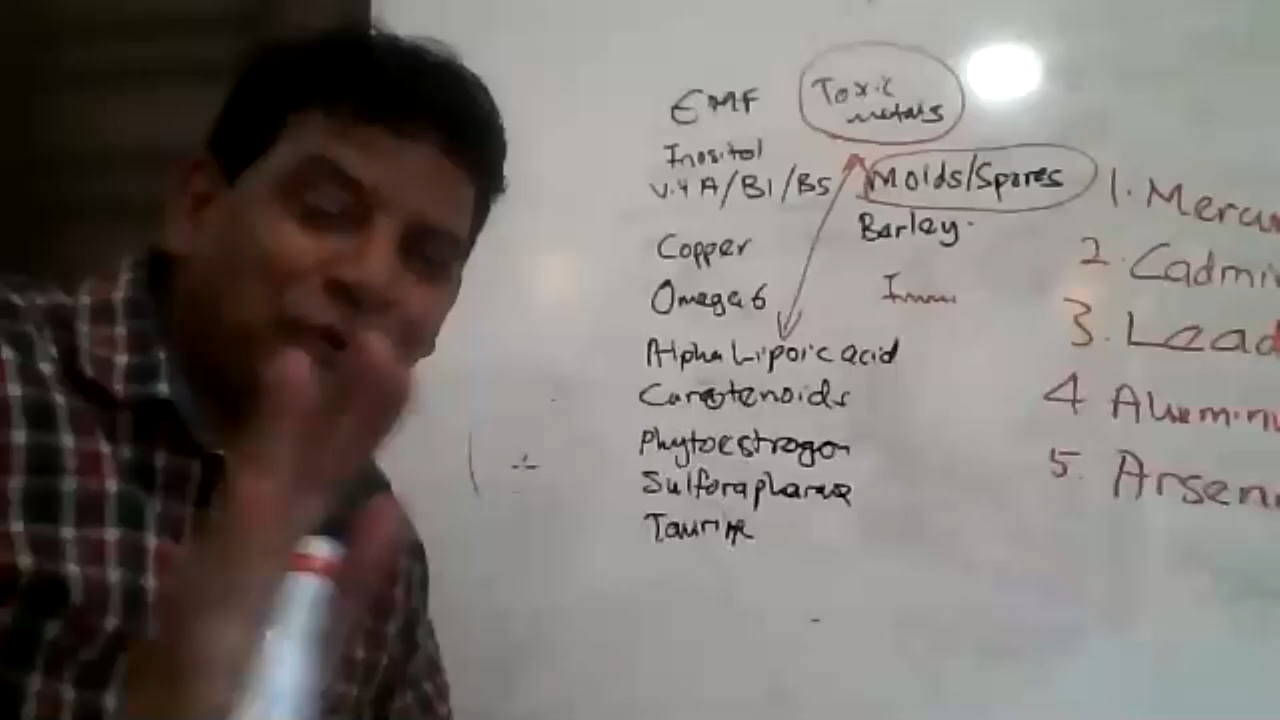 EMF
Inositol
Vit A/B1/B5
Copper
Omega 6
Alpha Lipoic acid
Carotenoids
Phytoestrogen
Sulforaphane
Taurine
Toxic
metals
Molds/Spores
Barley.
1. Mercu
2. Cadmi
3. Lead
4 Alumin
5. Arsen